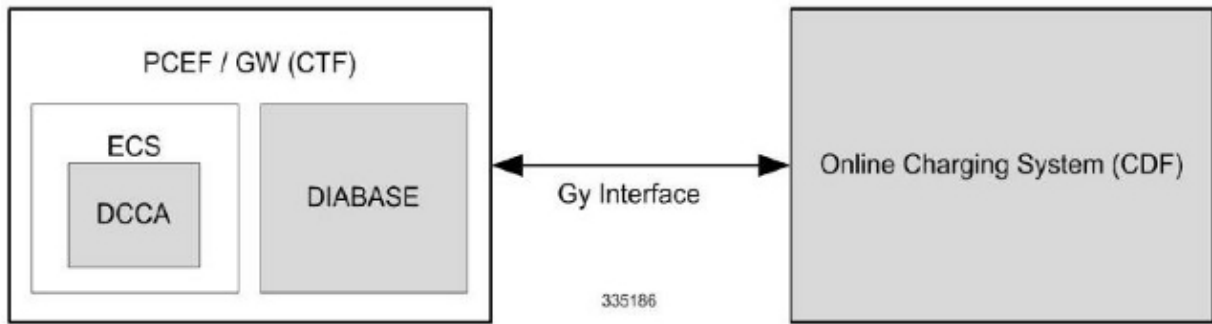 PCEF / GW (CTF)
ECS
DCCA
DIABASE
Gy Interface
Online Charging System (CDF)
335186